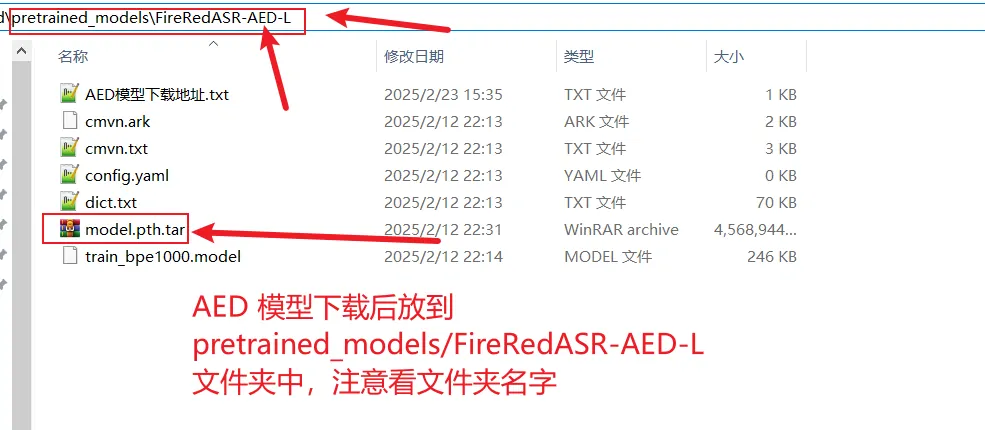 d\pretrained_models\FireRedASR-AED-L
名称 修改日期 类型 大小
AED模型下载地址.txt 2025/2/23 15:35 TXT 文件 1 KB
cmvn.ark 2025/2/12 22:13 ARK 文件 2 KB
cmvn.txt 2025/2/12 22:13 TXT 文件 3 KB
config.yaml 2025/2/12 22:13 YAML 文件 0 KB
dict.txt 2025/2/12 22:13 TXT 文件 70 KB
model.pth.tar 2025/2/12 22:31 WinRAR archive 4,568,944...
train_bpe1000.model 2025/2/12 22:14 MODEL 文件 246 KB
AED 模型下载后放到
pretrained_models/FireRedASR-AED-L
文件夹中，注意看文件夹名字